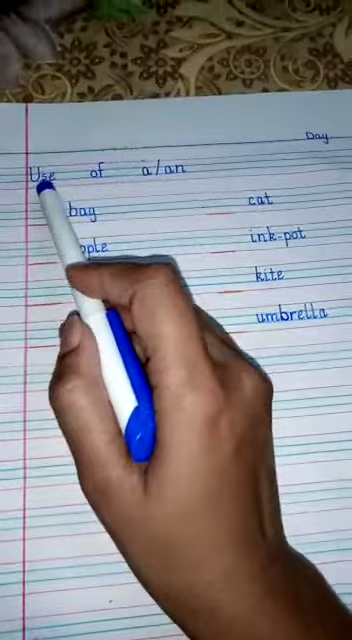 Day
Use of a/an
bag cat
ink-pot
kite
umbrella